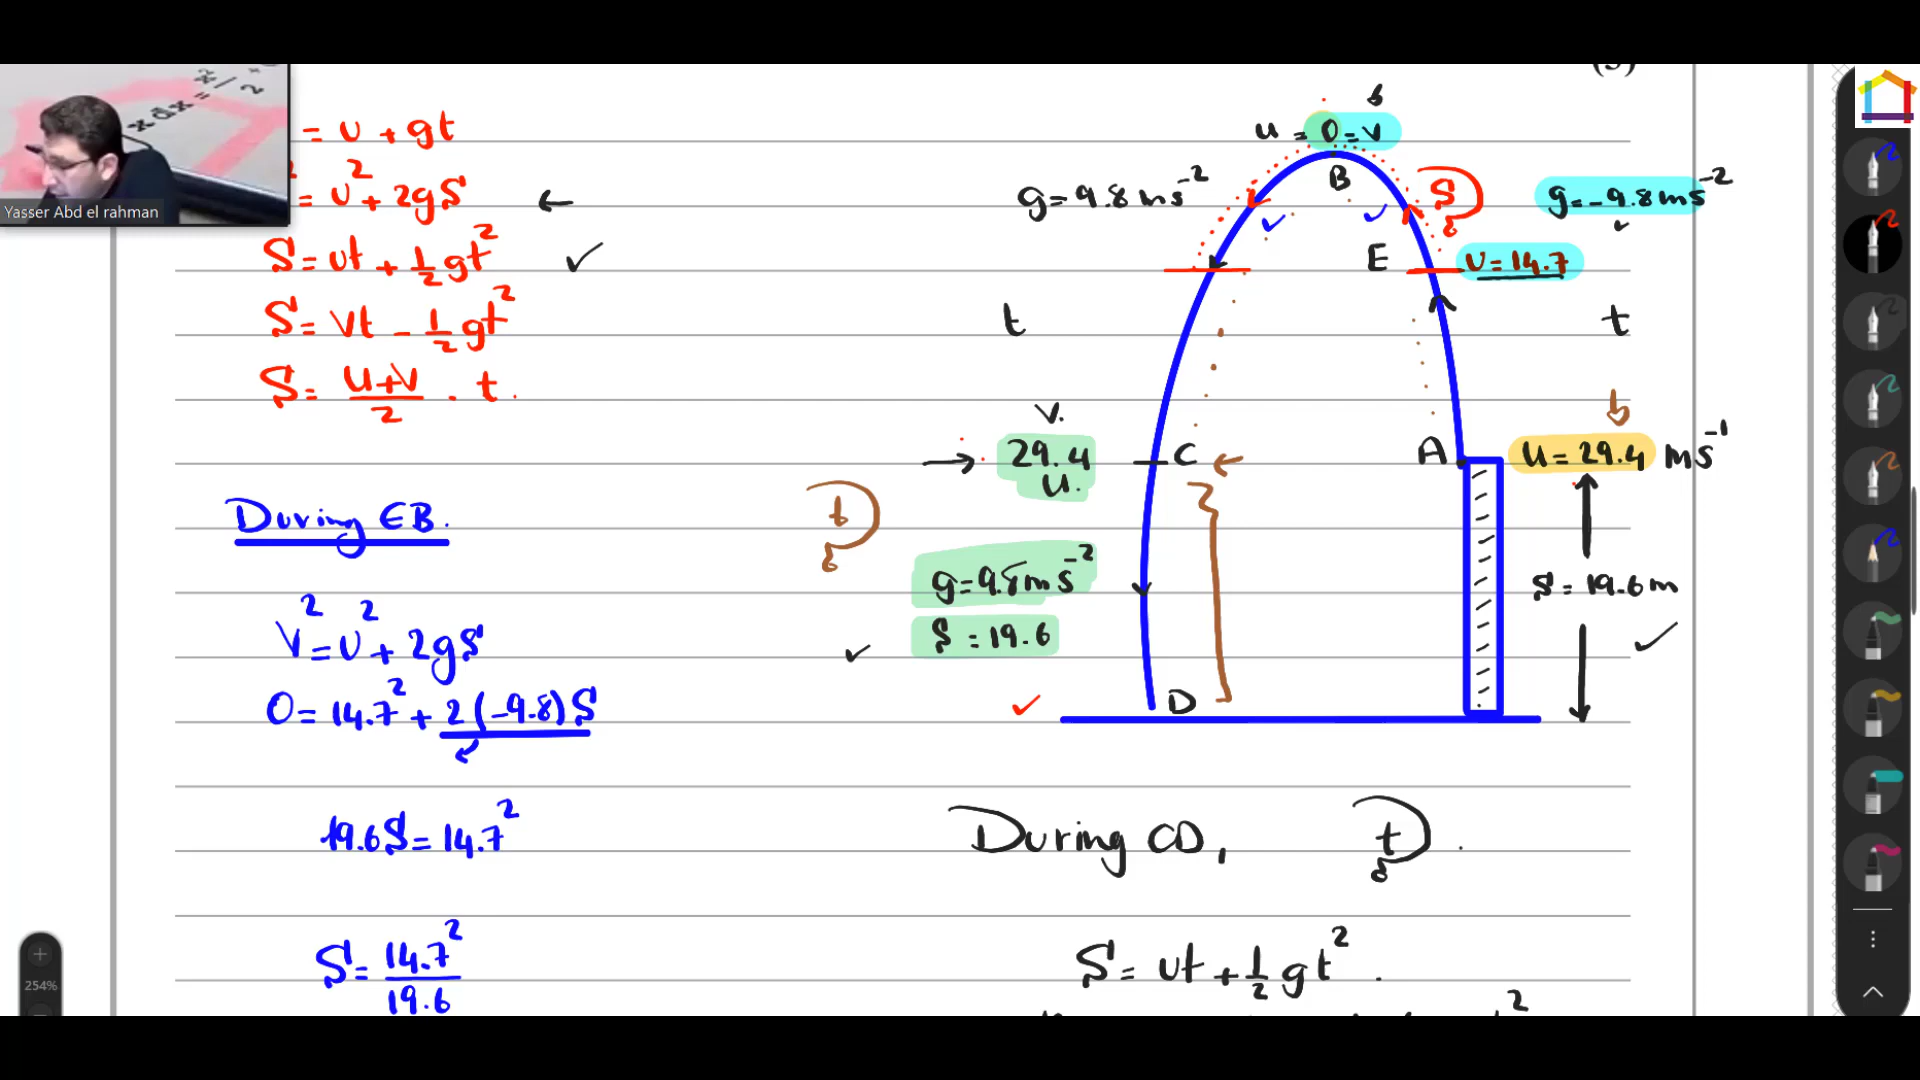 = u + gt
= u² + 2gS ←
S = ut + ½gt² ✓
S = Vt - ½gt²
S = (u+v)/2 . t.
Yasser Abd el rahman
During EB.
V² = u² + 2gS
0 = 14.7² + 2(-9.8)S
19.6S = 14.7²
S = 14.7²/19.6
254%
u = 0 = v
B
g = 9.8 ms⁻²
S
g = -9.8 ms⁻²
E
U = 14.7
t
t
V.
29.4
u.
C
A
u = 29.4 ms⁻¹
t
g = 9.8 ms⁻²
S = 19.6
S = 19.6 m
D
During CD, t.
S = ut + ½gt².